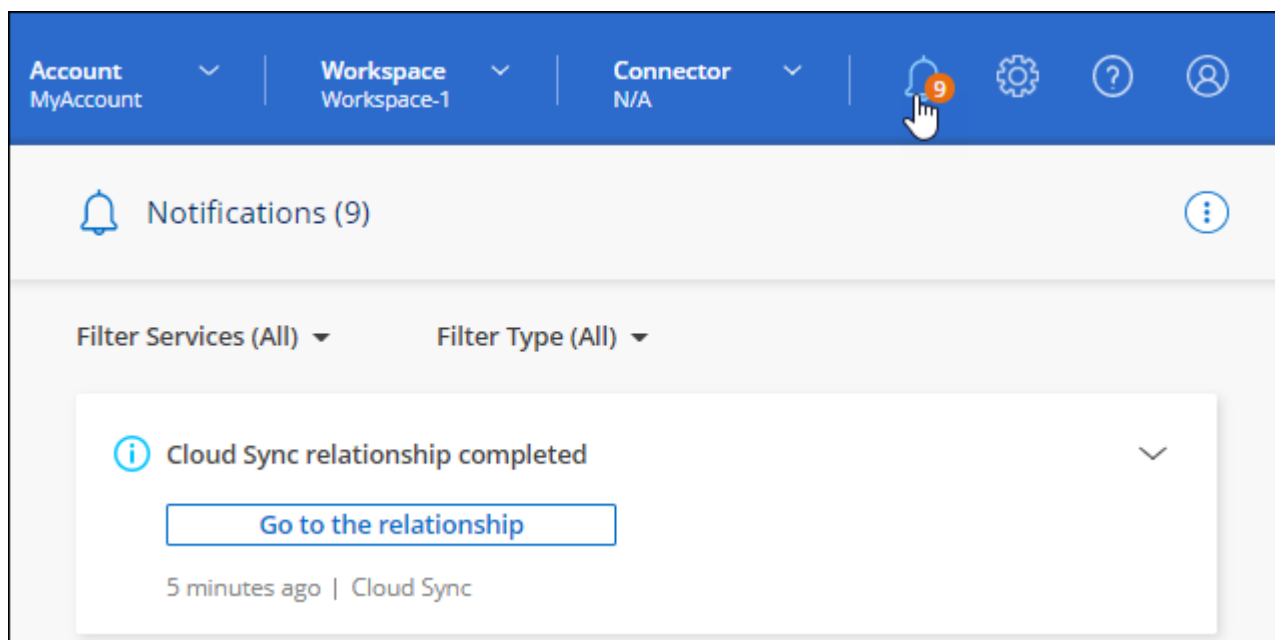 Account
MyAccount
Workspace
Workspace-1
Connector
N/A
9
Notifications (9)
Filter Services (All)
Filter Type (All)
Cloud Sync relationship completed
Go to the relationship
5 minutes ago | Cloud Sync